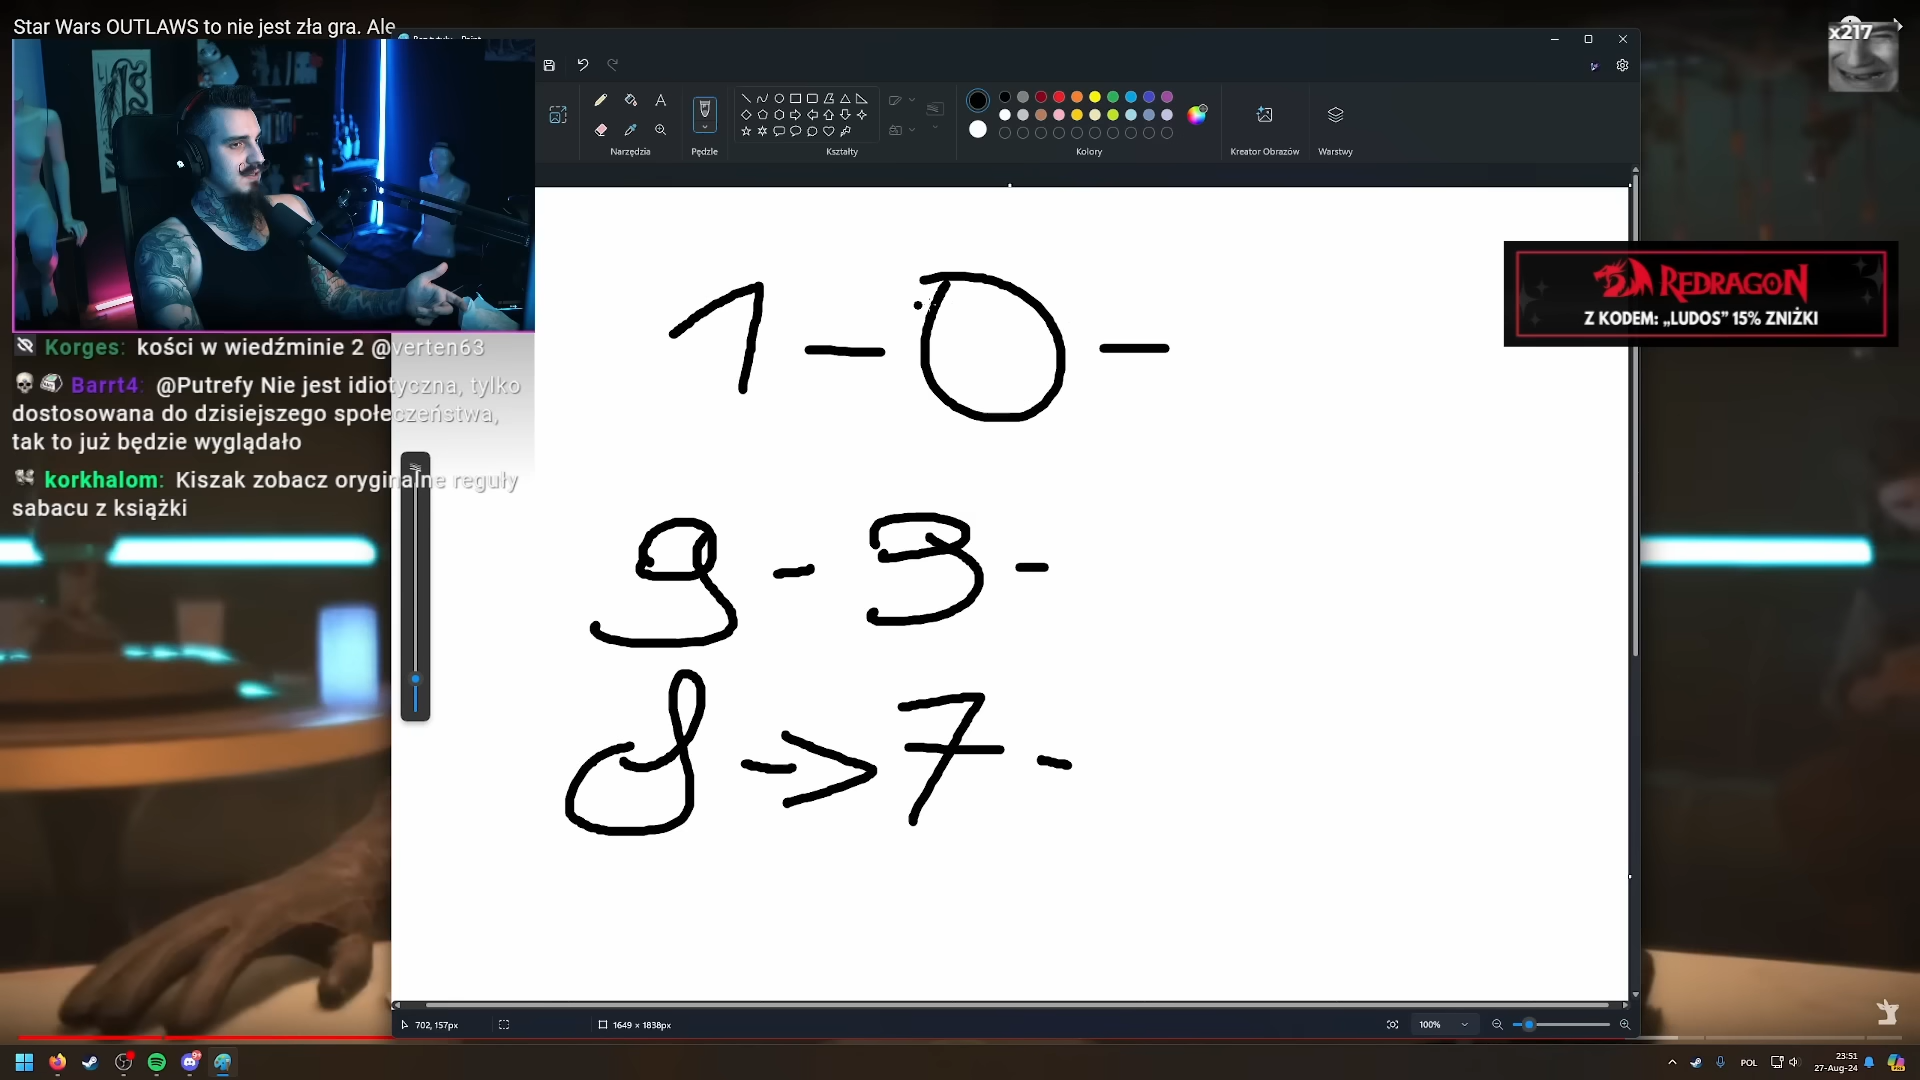 Star Wars OUTLAWS to nie jest zła gra. Ale
x217
Narzędzia
Pędzle
Kształty
Kolory
Kreator Obrazów
Warstwy
REDRAGON
Z KODEM: „LUDOS” 15% ZNIŻKI
Korges: kości w wiedźminie 2 @verten63
Barrt4: @Putrefy Nie jest idiotyczna, tylko
dostosowana do dzisiejszego społeczeństwa,
tak to już będzie wyglądało
korkhalom: Kiszak zobacz oryginalne reguły
sabacu z książki
1 - 0 -
9 - 9 -
8 -> 7 -
702, 157px
1649 × 1838px
100%
POL
23:51
27-Aug-24